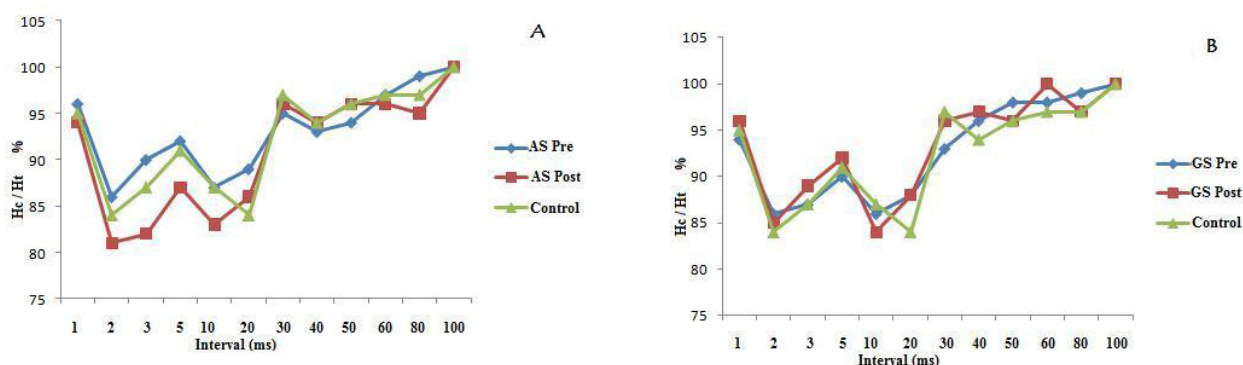 A
105
100
95
90
85
80
75
Hc / Ht %
1 2 3 5 10 20 30 40 50 60 80 100
Interval (ms)
AS Pre
AS Post
Control
B
105
100
95
90
85
80
75
Hc / Ht %
1 2 3 5 10 20 30 40 50 60 80 100
Interval (ms)
GS Pre
GS Post
Control